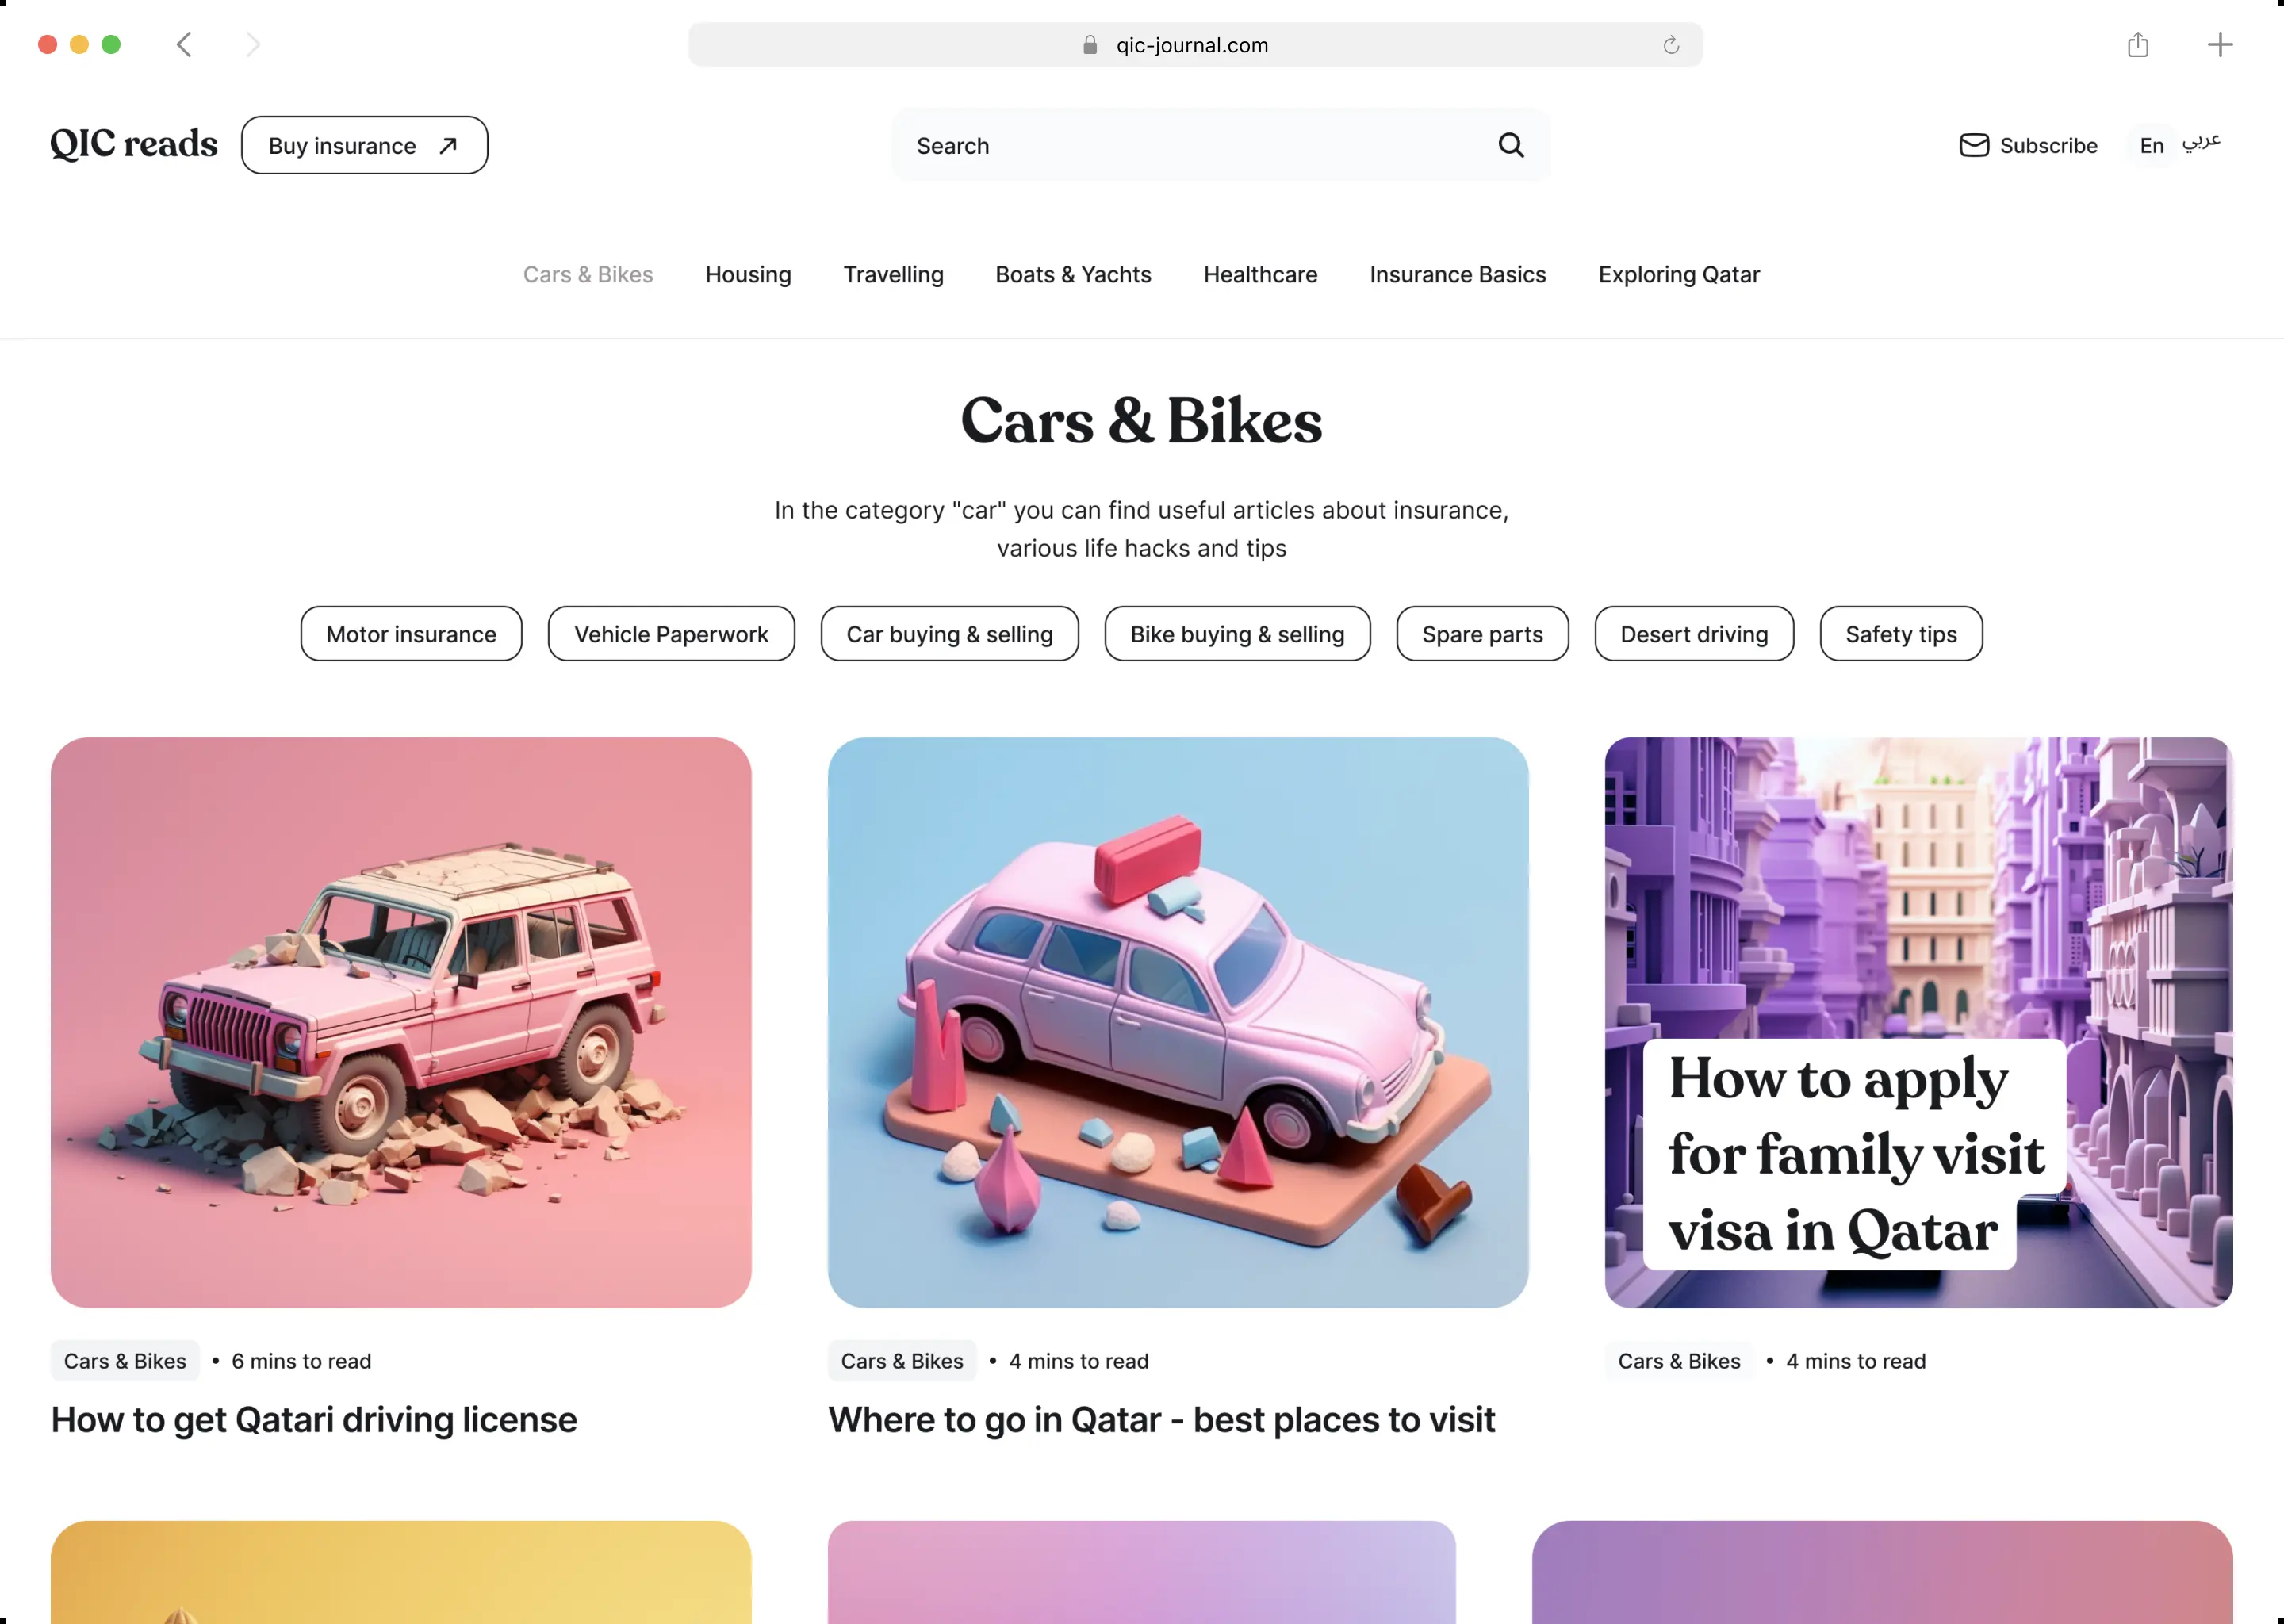 qic-journal.com
QIC reads
Buy insurance
Search
Subscribe
En
عربي
Cars & Bikes
Housing
Travelling
Boats & Yachts
Healthcare
Insurance Basics
Exploring Qatar
Cars & Bikes
In the category "car" you can find useful articles about insurance,
various life hacks and tips
Motor insurance
Vehicle Paperwork
Car buying & selling
Bike buying & selling
Spare parts
Desert driving
Safety tips
Cars & Bikes • 6 mins to read
How to get Qatari driving license
Cars & Bikes • 4 mins to read
Where to go in Qatar - best places to visit
How to apply
for family visit
visa in Qatar
Cars & Bikes • 4 mins to read